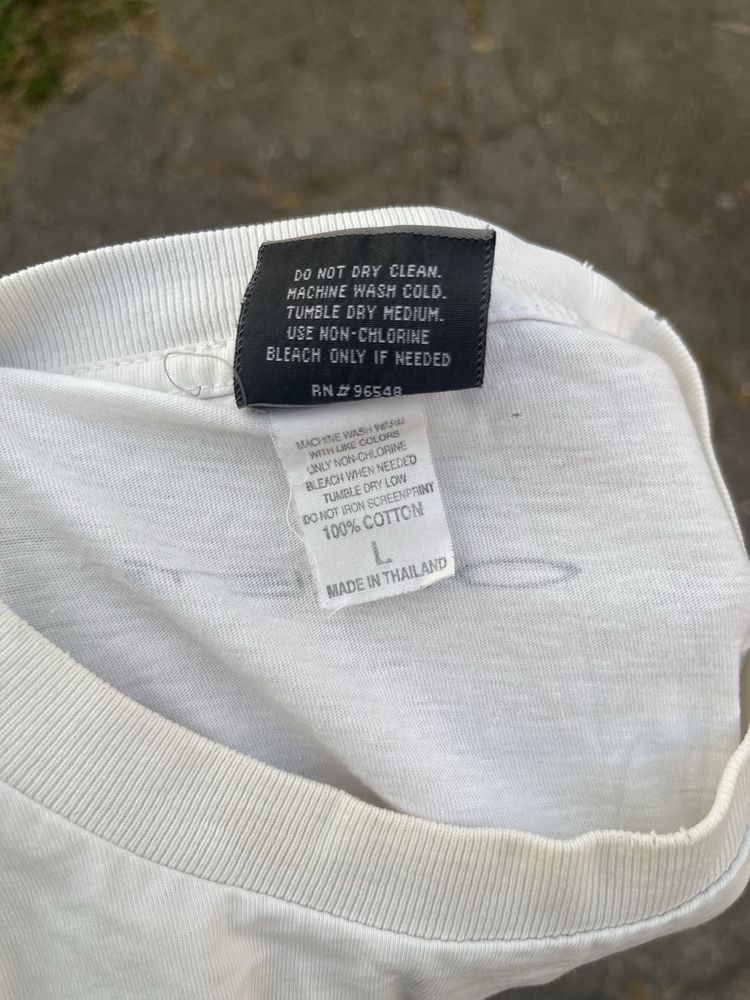 DO NOT DRY CLEAN.
MACHINE WASH COLD.
TUMBLE DRY MEDIUM.
USE NON-CHLORINE
BLEACH ONLY IF NEEDED
RN# 96548
MACHINE WASH WARM
WITH LIKE COLORS
ONLY NON-CHLORINE
BLEACH WHEN NEEDED
TUMBLE DRY LOW
DO NOT IRON SCREENPRINT
100% COTTON
L
MADE IN THAILAND